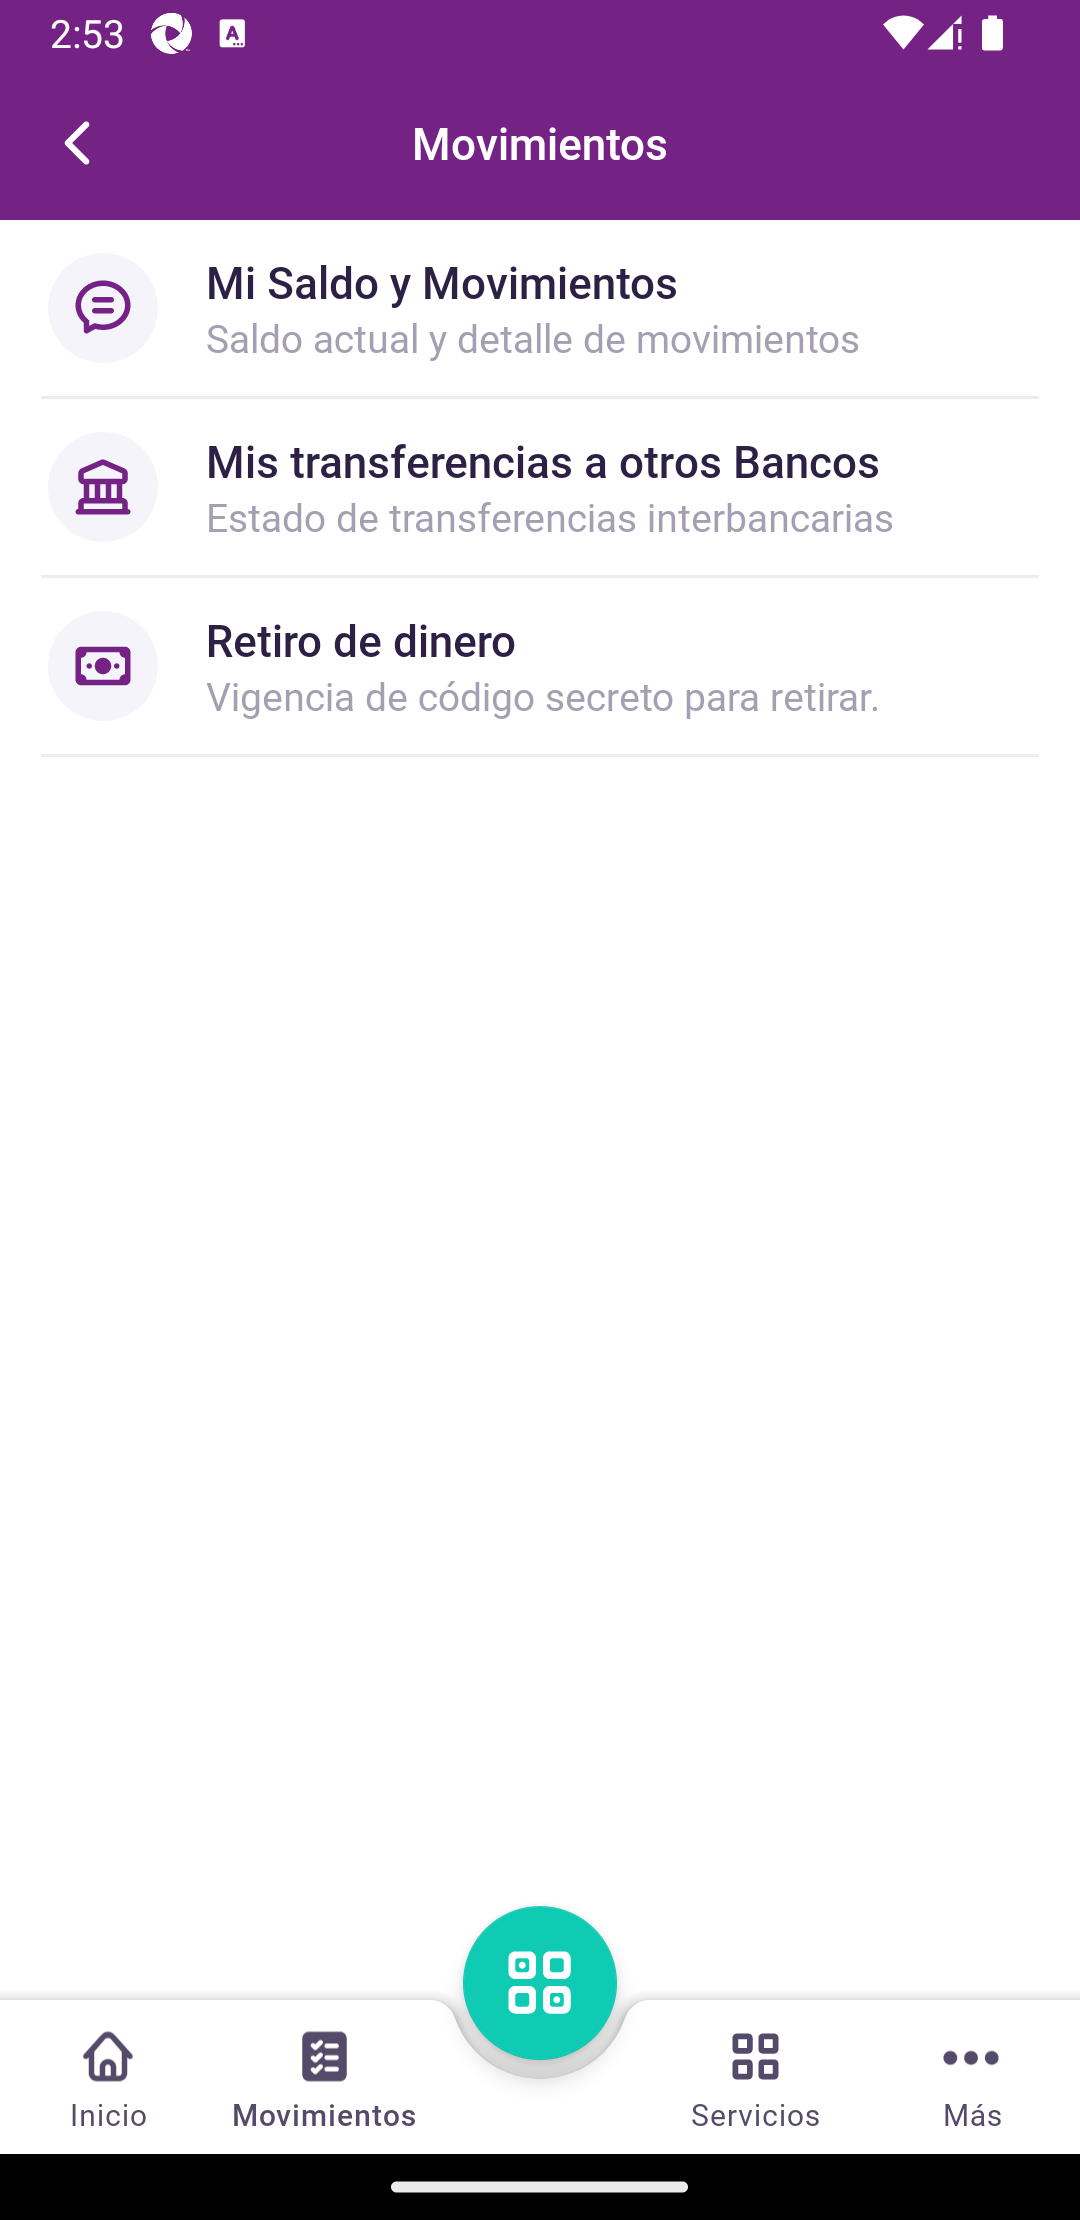 2:53
Movimientos
Mi Saldo y Movimientos
Saldo actual y detalle de movimientos
Mis transferencias a otros Bancos
Estado de transferencias interbancarias
Retiro de dinero
Vigencia de código secreto para retirar.
Inicio
Movimientos
Servicios
Más